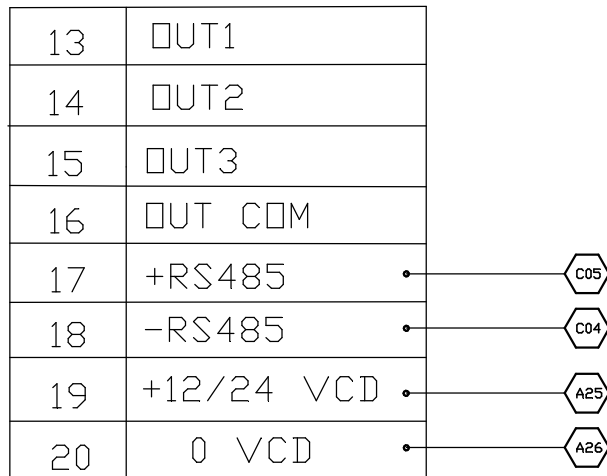 13 OUT1
14 OUT2
15 OUT3
16 OUT COM
17 +RS485 C05
18 -RS485 C04
19 +12/24 VCD A25
20 0 VCD A26